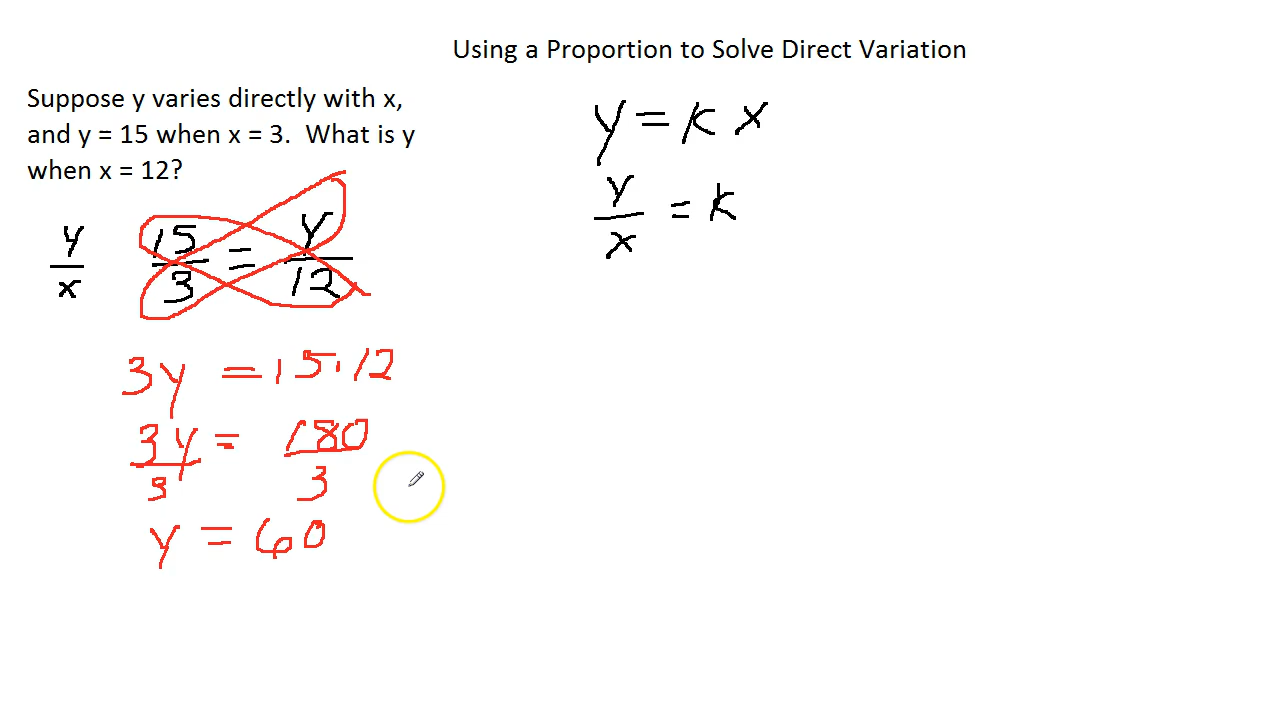 Using a Proportion to Solve Direct Variation
Suppose y varies directly with x,
and y = 15 when x = 3. What is y
when x = 12?
y/x 15/3 = y/12
3y = 15·12
3y/3 = 180/3
y = 60
y = k x
y/x = k